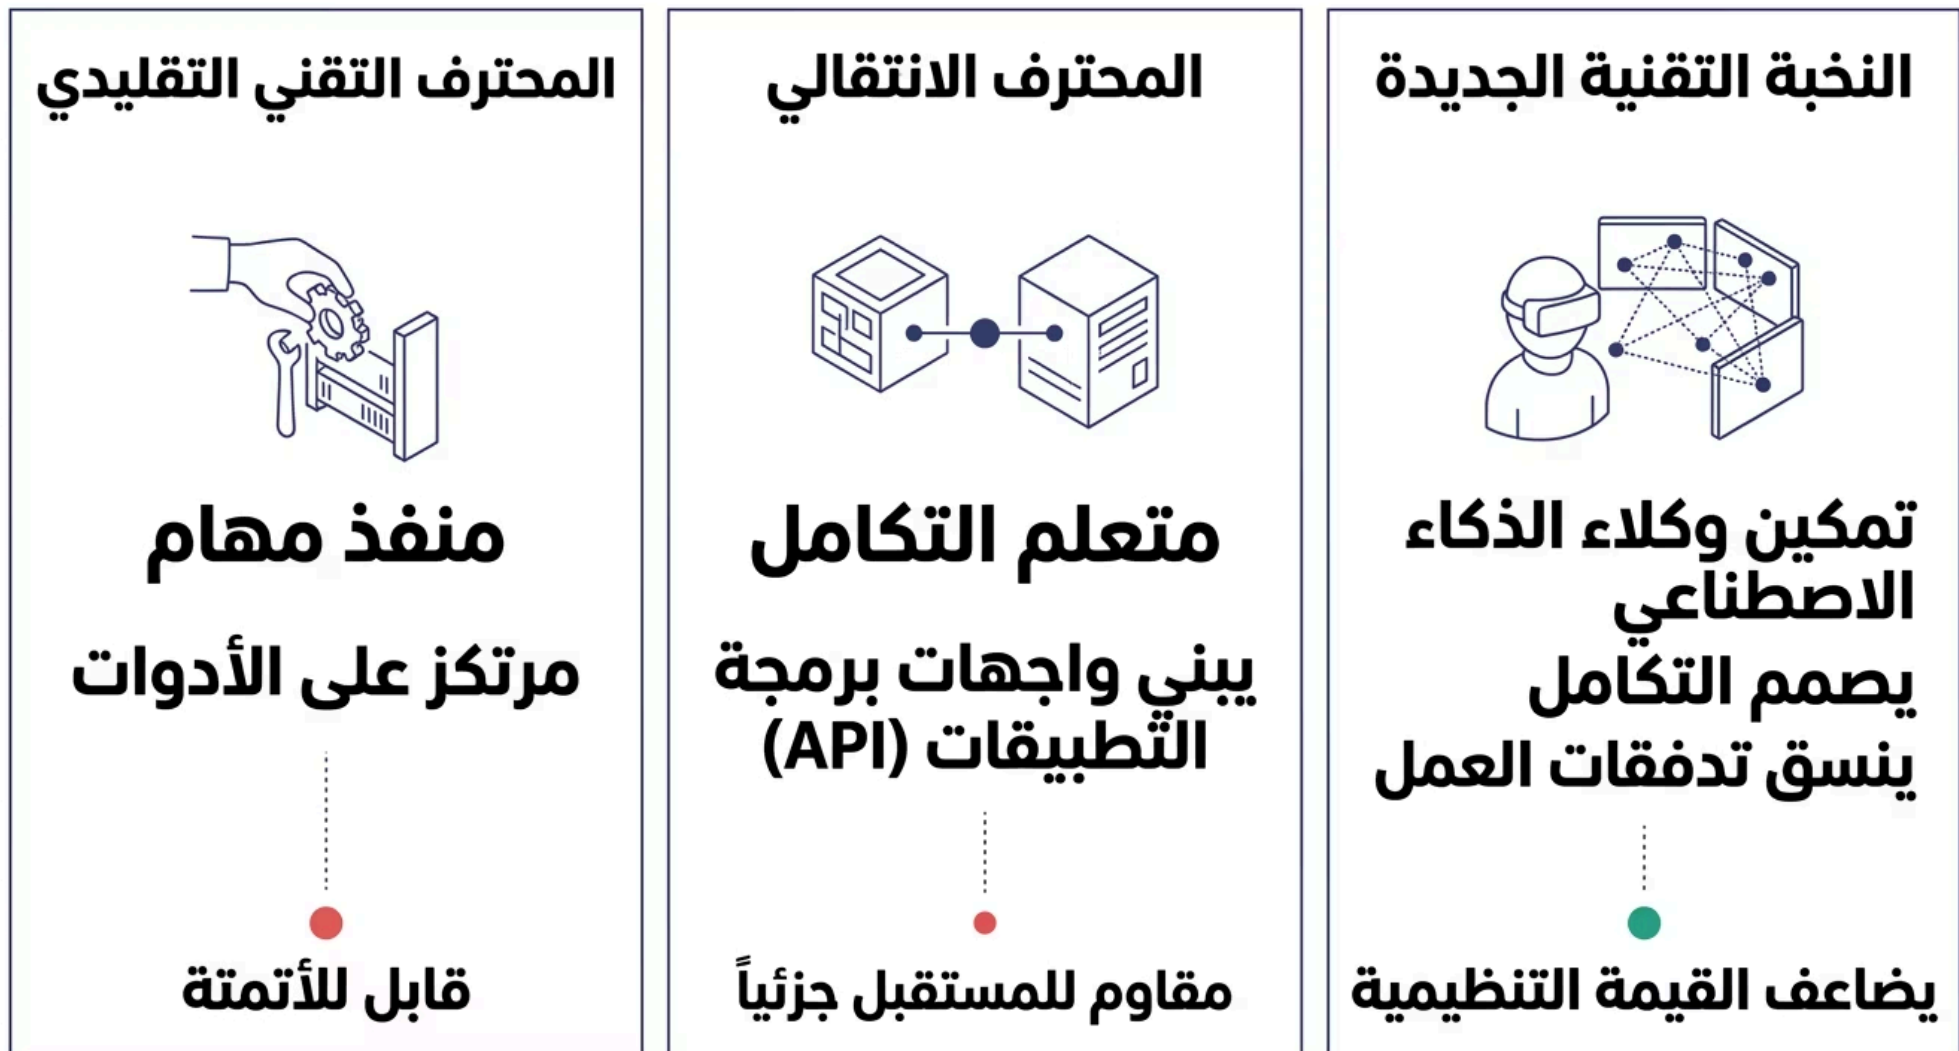 النخبة التقنية الجديدة
تمكين وكلاء الذكاء
الاصطناعي
يصمم التكامل
ينسق تدفقات العمل
يضاعف القيمة التنظيمية
المحترف الانتقالي
متعلم التكامل
يبني واجهات برمجة
التطبيقات (API)
مقاوم للمستقبل جزئياً
المحترف التقني التقليدي
منفذ مهام
مرتكز على الأدوات
قابل للأتمتة